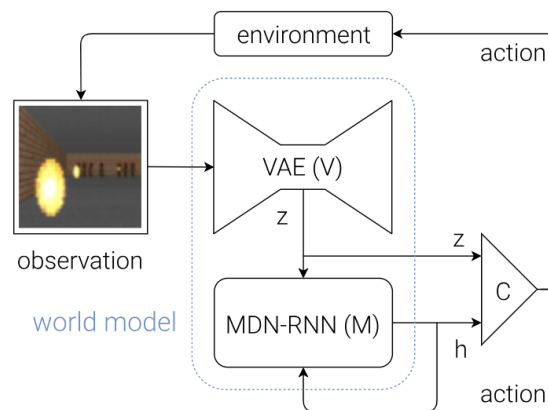 environment
action
VAE (V)
z
z
observation
C
world model
MDN-RNN (M)
h
action